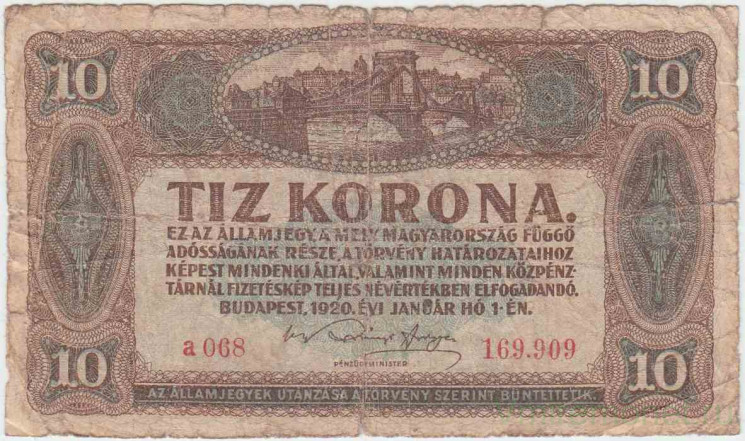 10 10
TIZ KORONA.
EZ AZ ÁLLAMJEGY, A MELY MAGYARORSZÁG FÜGGŐ
ADÓSSÁGÁNAK RÉSZE, A TÖRVÉNY HATÁROZATAIHOZ
KÉPEST MINDENKI ÁLTAL, VALAMINT MINDEN KÖZPÉNZ-
TÁRNÁL FIZETÉSKÉP TELJES NÉVÉRTÉKBEN ELFOGADANDÓ.
BUDAPEST, 1920. ÉVI JANUÁR HÓ 1-ÉN.
a 068 169.909
PÉNZÜGYMINISTER
10 10
AZ ÁLLAMJEGYEK UTÁNZÁSA A TÖRVÉNY SZERINT BÜNTETTETIK.